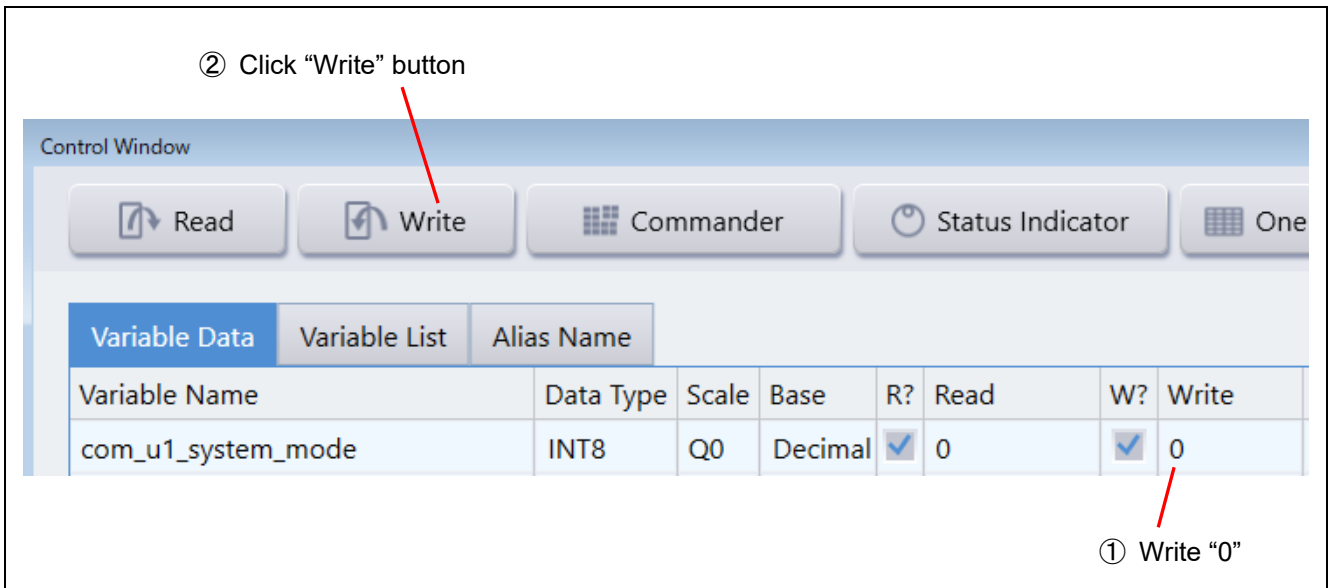 ② Click “Write” button
Control Window
Read Write Commander Status Indicator One
Variable Data Variable List Alias Name
Variable Name Data Type Scale Base R? Read W? Write
com_u1_system_mode INT8 Q0 Decimal 0 0
① Write “0”